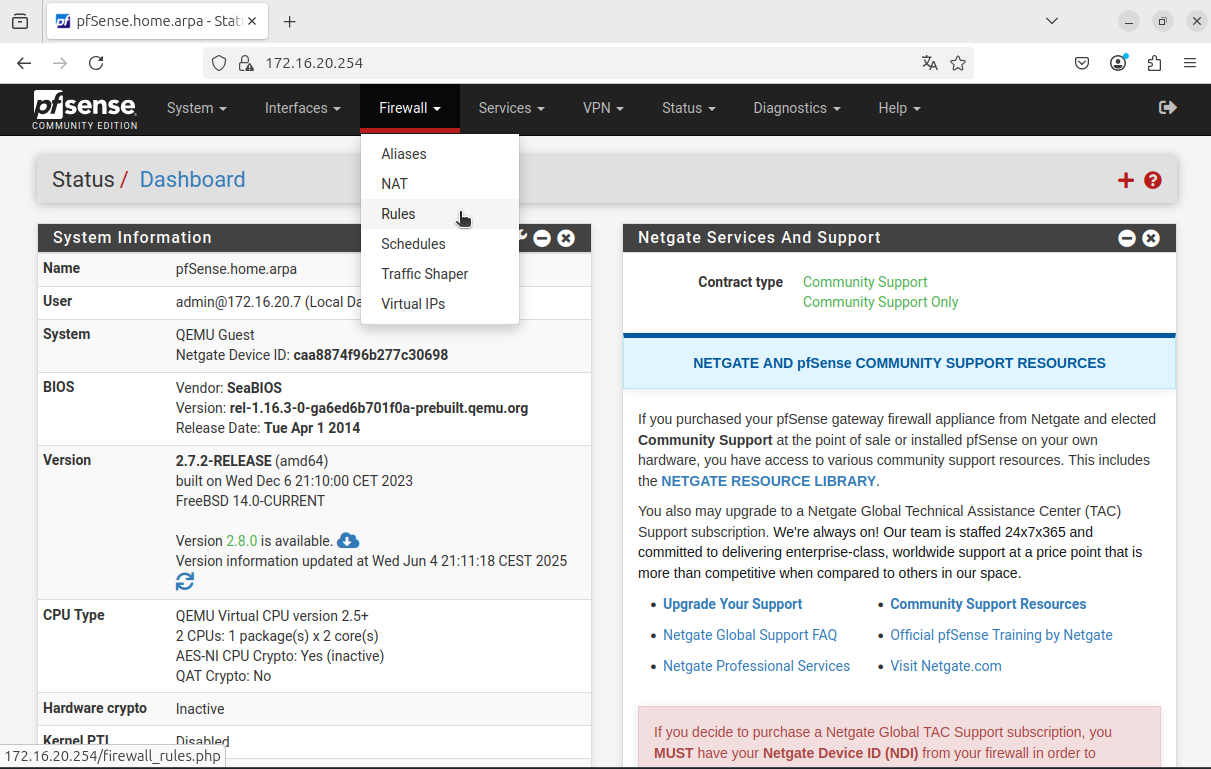 pfSense.home.arpa - Stat
172.16.20.254
pfsense
COMMUNITY EDITION
System
Interfaces
Firewall
Services
VPN
Status
Diagnostics
Help
Aliases
NAT
Rules
Schedules
Traffic Shaper
Virtual IPs
Status / Dashboard
System Information
Name pfSense.home.arpa
User admin@172.16.20.7 (Local Da
System QEMU Guest
Netgate Device ID: caa8874f96b277c30698
BIOS Vendor: SeaBIOS
Version: rel-1.16.3-0-ga6ed6b701f0a-prebuilt.qemu.org
Release Date: Tue Apr 1 2014
Version 2.7.2-RELEASE (amd64)
built on Wed Dec 6 21:10:00 CET 2023
FreeBSD 14.0-CURRENT
Version 2.8.0 is available.
Version information updated at Wed Jun 4 21:11:18 CEST 2025
CPU Type QEMU Virtual CPU version 2.5+
2 CPUs: 1 package(s) x 2 core(s)
AES-NI CPU Crypto: Yes (inactive)
QAT Crypto: No
Hardware crypto Inactive
Kernel PTI Disabled
172.16.20.254/firewall_rules.php
Netgate Services And Support
Contract type Community Support
Community Support Only
NETGATE AND pfSense COMMUNITY SUPPORT RESOURCES
If you purchased your pfSense gateway firewall appliance from Netgate and elected
Community Support at the point of sale or installed pfSense on your own
hardware, you have access to various community support resources. This includes
the NETGATE RESOURCE LIBRARY.
You also may upgrade to a Netgate Global Technical Assistance Center (TAC)
Support subscription. We're always on! Our team is staffed 24x7x365 and
committed to delivering enterprise-class, worldwide support at a price point that is
more than competitive when compared to others in our space.
Upgrade Your Support
Community Support Resources
Netgate Global Support FAQ
Official pfSense Training by Netgate
Netgate Professional Services
Visit Netgate.com
If you decide to purchase a Netgate Global TAC Support subscription, you
MUST have your Netgate Device ID (NDI) from your firewall in order to